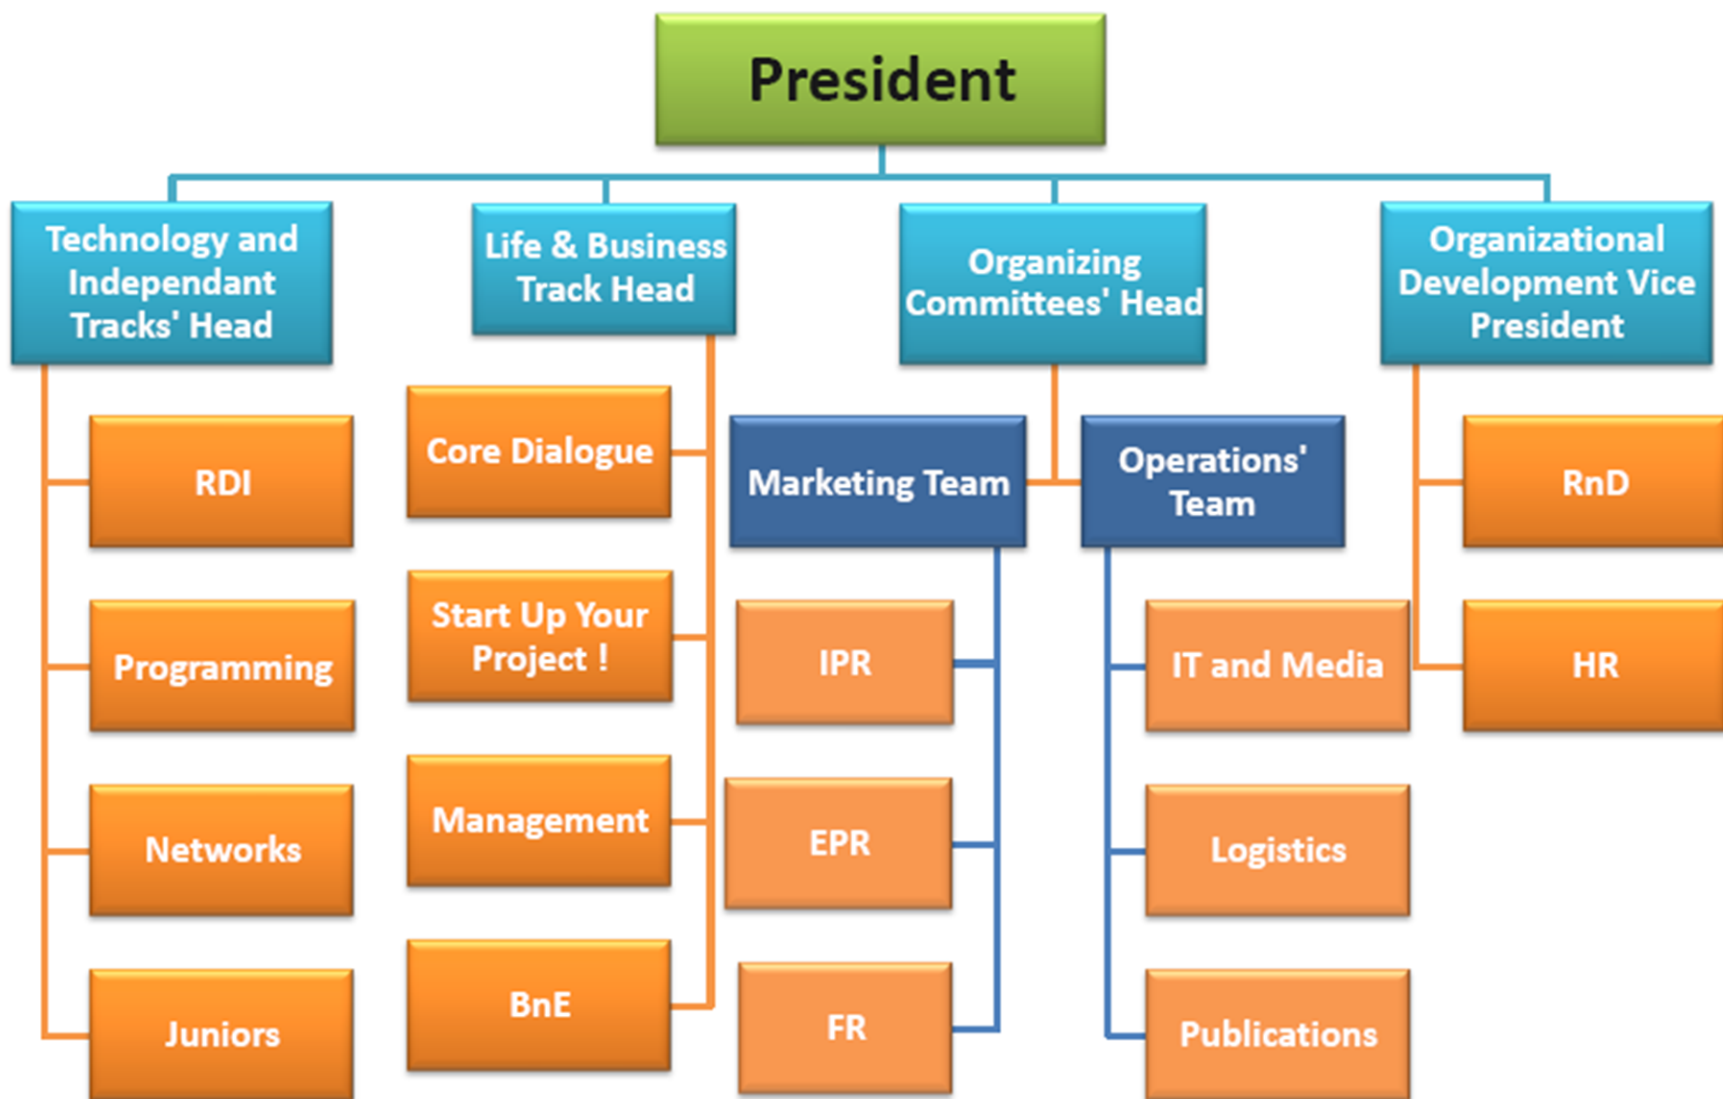 President
Technology and
Independant
Tracks' Head
Life & Business
Track Head
Organizing
Committees' Head
Organizational
Development Vice
President
RDI
Programming
Networks
Juniors
Core Dialogue
Start Up Your
Project !
Management
BnE
Marketing Team
IPR
EPR
FR
Operations'
Team
IT and Media
Logistics
Publications
RnD
HR